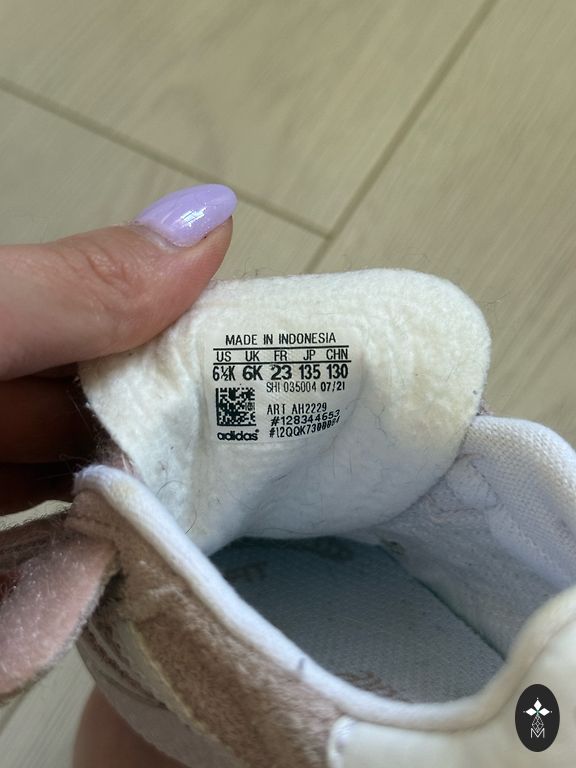 MADE IN INDONESIA
US UK FR JP CHN
6½K 6K 23 135 130
SHI 035004 07/21
ART AH2229
#128344653
adidas